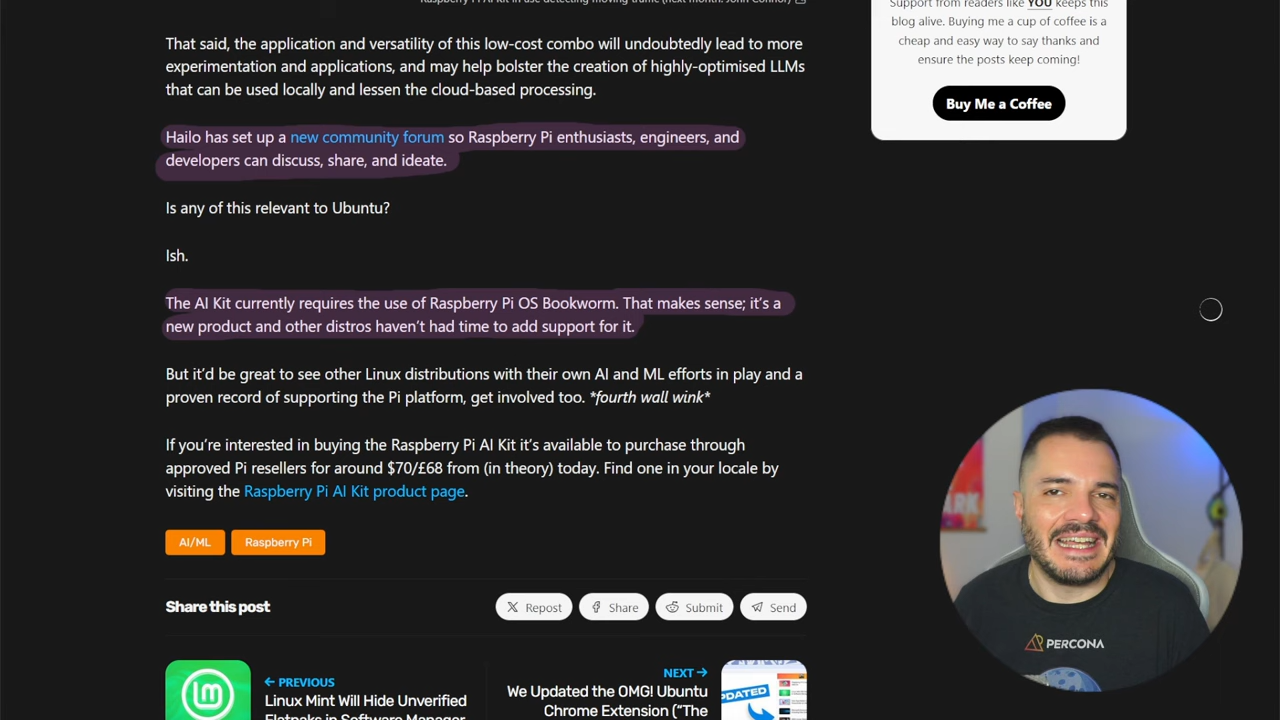 Raspberry Pi AI Kit in use detecting moving traffic (next month: John Connor)
That said, the application and versatility of this low-cost combo will undoubtedly lead to more
experimentation and applications, and may help bolster the creation of highly-optimised LLMs
that can be used locally and lessen the cloud-based processing.
Hailo has set up a new community forum so Raspberry Pi enthusiasts, engineers, and
developers can discuss, share, and ideate.
Is any of this relevant to Ubuntu?
Ish.
The AI Kit currently requires the use of Raspberry Pi OS Bookworm. That makes sense; it's a
new product and other distros haven't had time to add support for it.
But it'd be great to see other Linux distributions with their own AI and ML efforts in play and a
proven record of supporting the Pi platform, get involved too. *fourth wall wink*
If you're interested in buying the Raspberry Pi AI Kit it's available to purchase through
approved Pi resellers for around $70/£68 from (in theory) today. Find one in your locale by
visiting the Raspberry Pi AI Kit product page.
AI/ML Raspberry Pi
Share this post
Repost Share Submit Send
← PREVIOUS
Linux Mint Will Hide Unverified
Flatpaks in Software Manager
lm
NEXT →
We Updated the OMG! Ubuntu
Chrome Extension ("The
UPDATED
Support from readers like YOU keeps this
blog alive. Buying me a cup of coffee is a
cheap and easy way to say thanks and
ensure the posts keep coming!
Buy Me a Coffee
PERCONA